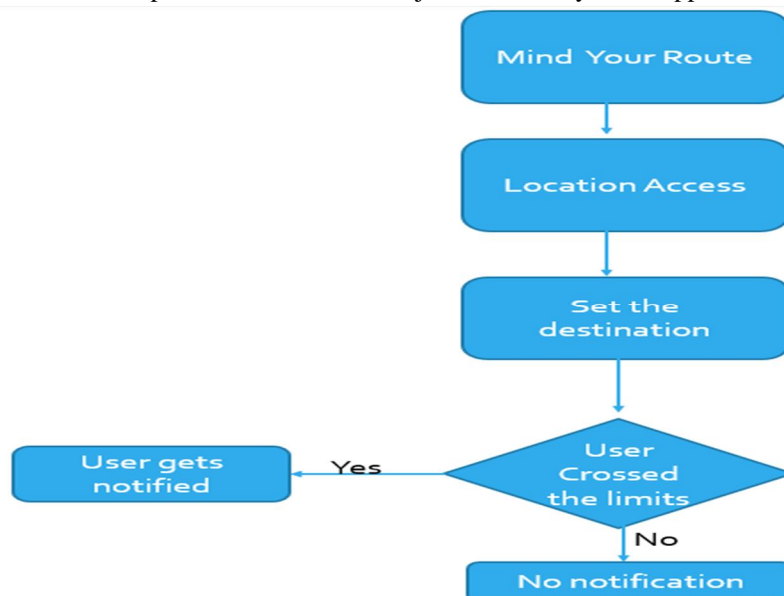 Mind Your Route
Location Access
Set the
destination
User
Crossed
the limits
Yes
User gets
notified
No
No notification